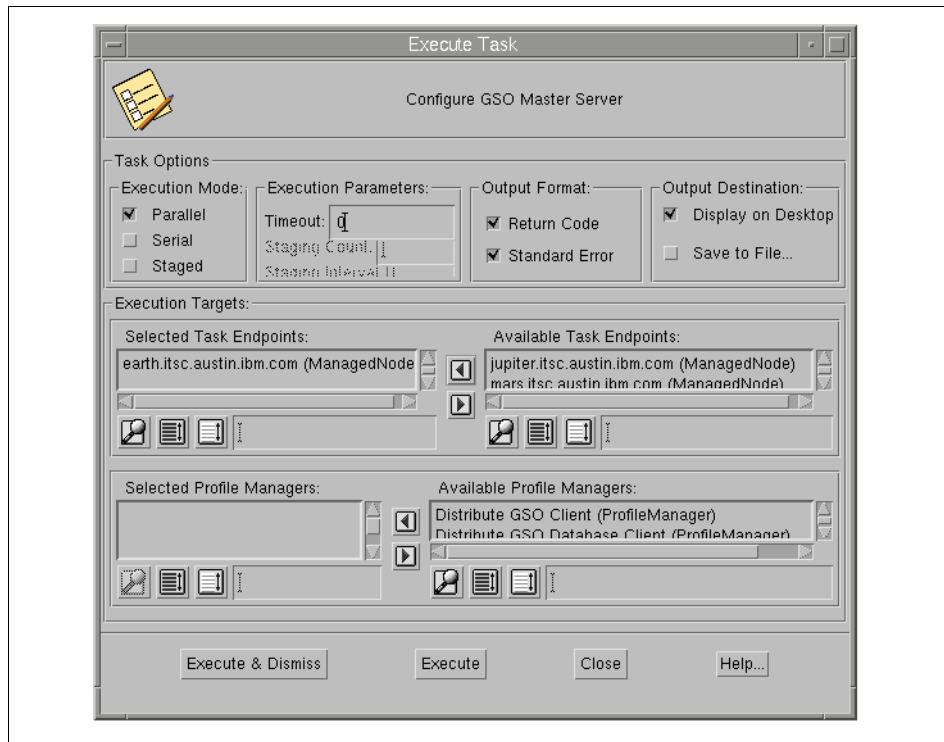 Execute Task
Configure GSO Master Server
Task Options
Execution Mode:
Parallel
Serial
Staged
Execution Parameters:
Timeout: 0
Staging Count:
Staging Interval
Output Format:
Return Code
Standard Error
Output Destination:
Display on Desktop
Save to File...
Execution Targets:
Selected Task Endpoints:
earth.itsc.austin.ibm.com (ManagedNode
Available Task Endpoints:
jupiter.itsc.austin.ibm.com (ManagedNode)
mars.itsc.austin.ibm.com (ManagedNode)
Selected Profile Managers:
Available Profile Managers:
Distribute GSO Client (ProfileManager)
Distribute GSO Database Client (ProfileManager)
Execute & Dismiss
Execute
Close
Help...